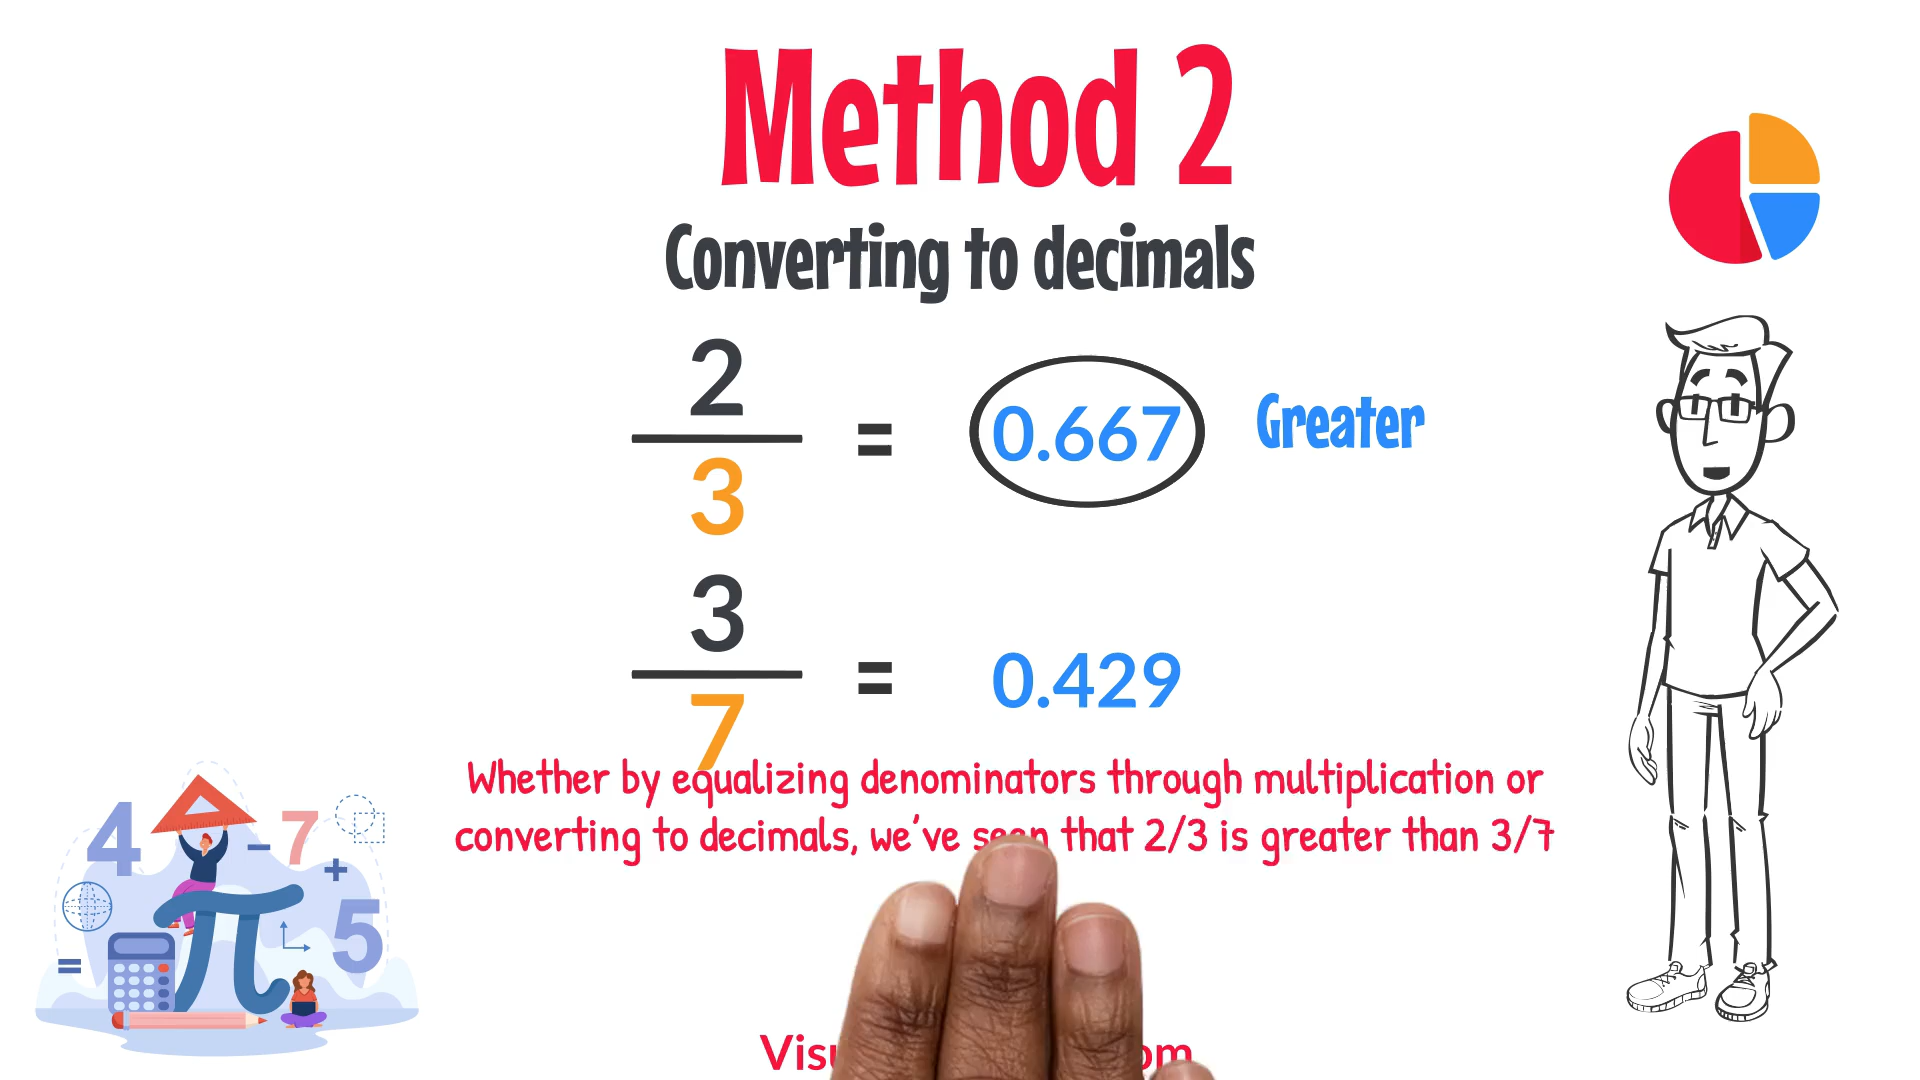 Method 2
Converting to decimals
2
3
= 0.667 Greater
3
7
= 0.429
Whether by equalizing denominators through multiplication or
converting to decimals, we've seen that 2/3 is greater than 3/7
4
- 7
+
5
=
π